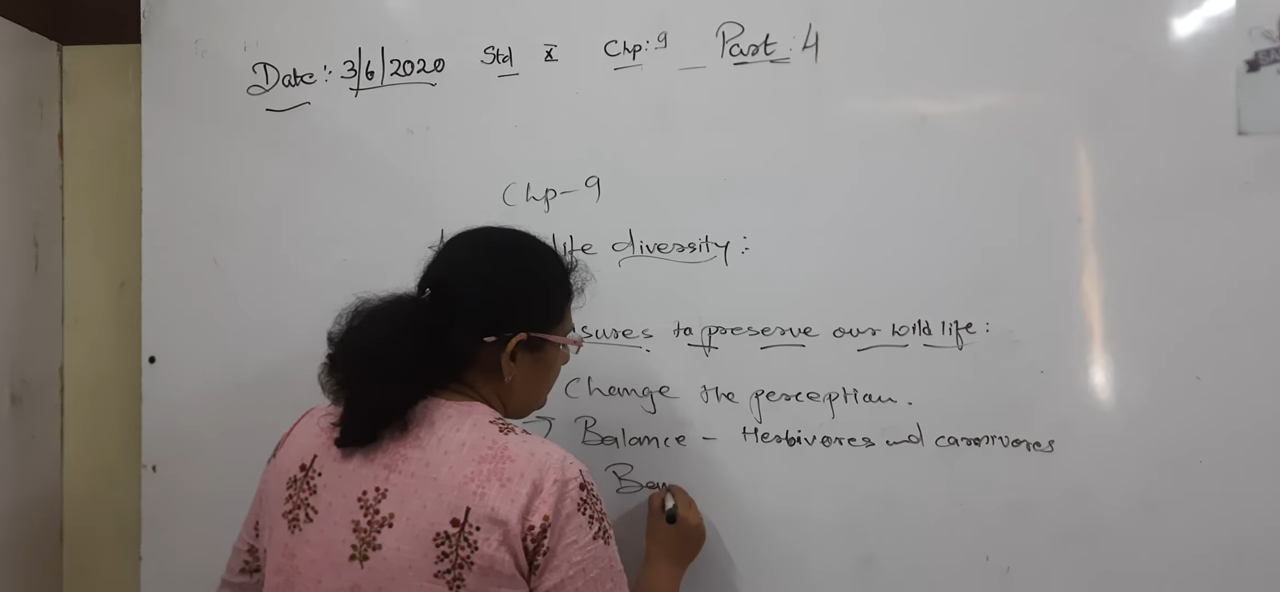 Date: 3/6/2020 Std X Chp: 9 Part: 4
Chp-9
life diversity:
sures to preserve our wild life:
Change the perception.
→ Balance - Herbivores and carnivores